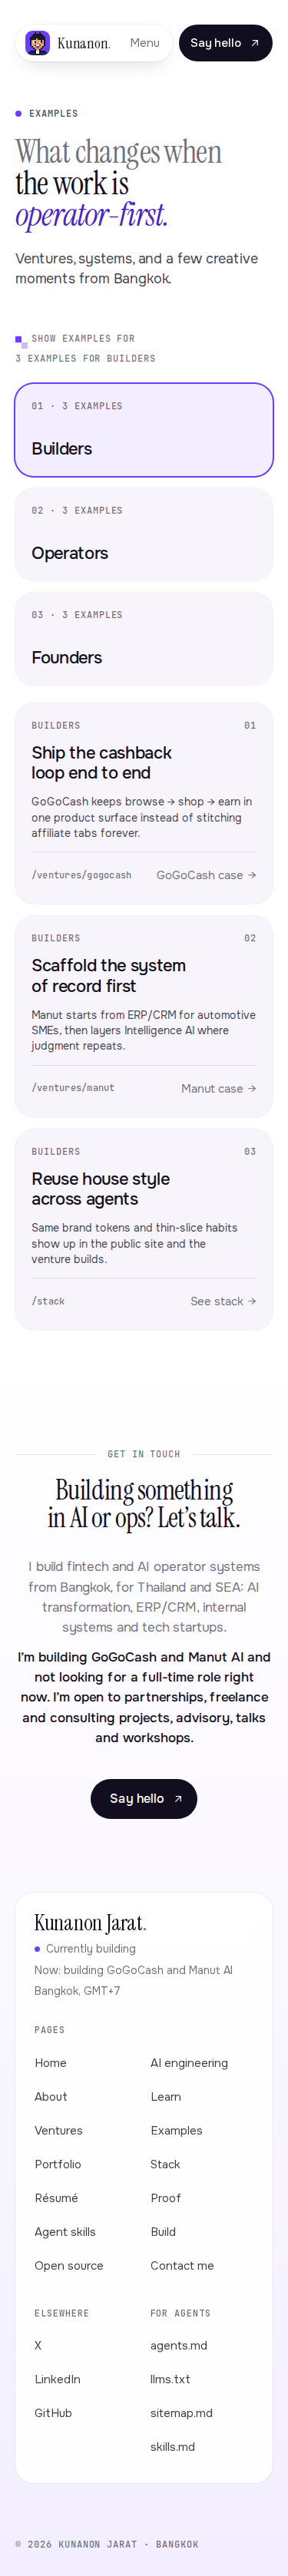 Kunanon.
Menu
Say hello ↗
EXAMPLES
What changes when
the work is
operator-first.
Ventures, systems, and a few creative
moments from Bangkok.
SHOW EXAMPLES FOR
3 EXAMPLES FOR BUILDERS
01 · 3 EXAMPLES
Builders
02 · 3 EXAMPLES
Operators
03 · 3 EXAMPLES
Founders
BUILDERS 01
Ship the cashback
loop end to end
GoGoCash keeps browse → shop → earn in
one product surface instead of stitching
affiliate tabs forever.
/ventures/gogocash GoGoCash case →
BUILDERS 02
Scaffold the system
of record first
Manut starts from ERP/CRM for automotive
SMEs, then layers Intelligence AI where
judgment repeats.
/ventures/manut Manut case →
BUILDERS 03
Reuse house style
across agents
Same brand tokens and thin-slice habits
show up in the public site and the
venture builds.
/stack See stack →
GET IN TOUCH
Building something
in AI or ops? Let's talk.
I build fintech and AI operator systems
from Bangkok, for Thailand and SEA: AI
transformation, ERP/CRM, internal
systems and tech startups.
I'm building GoGoCash and Manut AI and
not looking for a full-time role right
now. I'm open to partnerships, freelance
and consulting projects, advisory, talks
and workshops.
Say hello ↗
Kunanon Jarat.
Currently building
Now: building GoGoCash and Manut AI
Bangkok, GMT+7
PAGES
Home AI engineering
About Learn
Ventures Examples
Portfolio Stack
Résumé Proof
Agent skills Build
Open source Contact me
ELSEWHERE FOR AGENTS
X agents.md
LinkedIn llms.txt
GitHub sitemap.md
skills.md
© 2026 KUNANON JARAT · BANGKOK